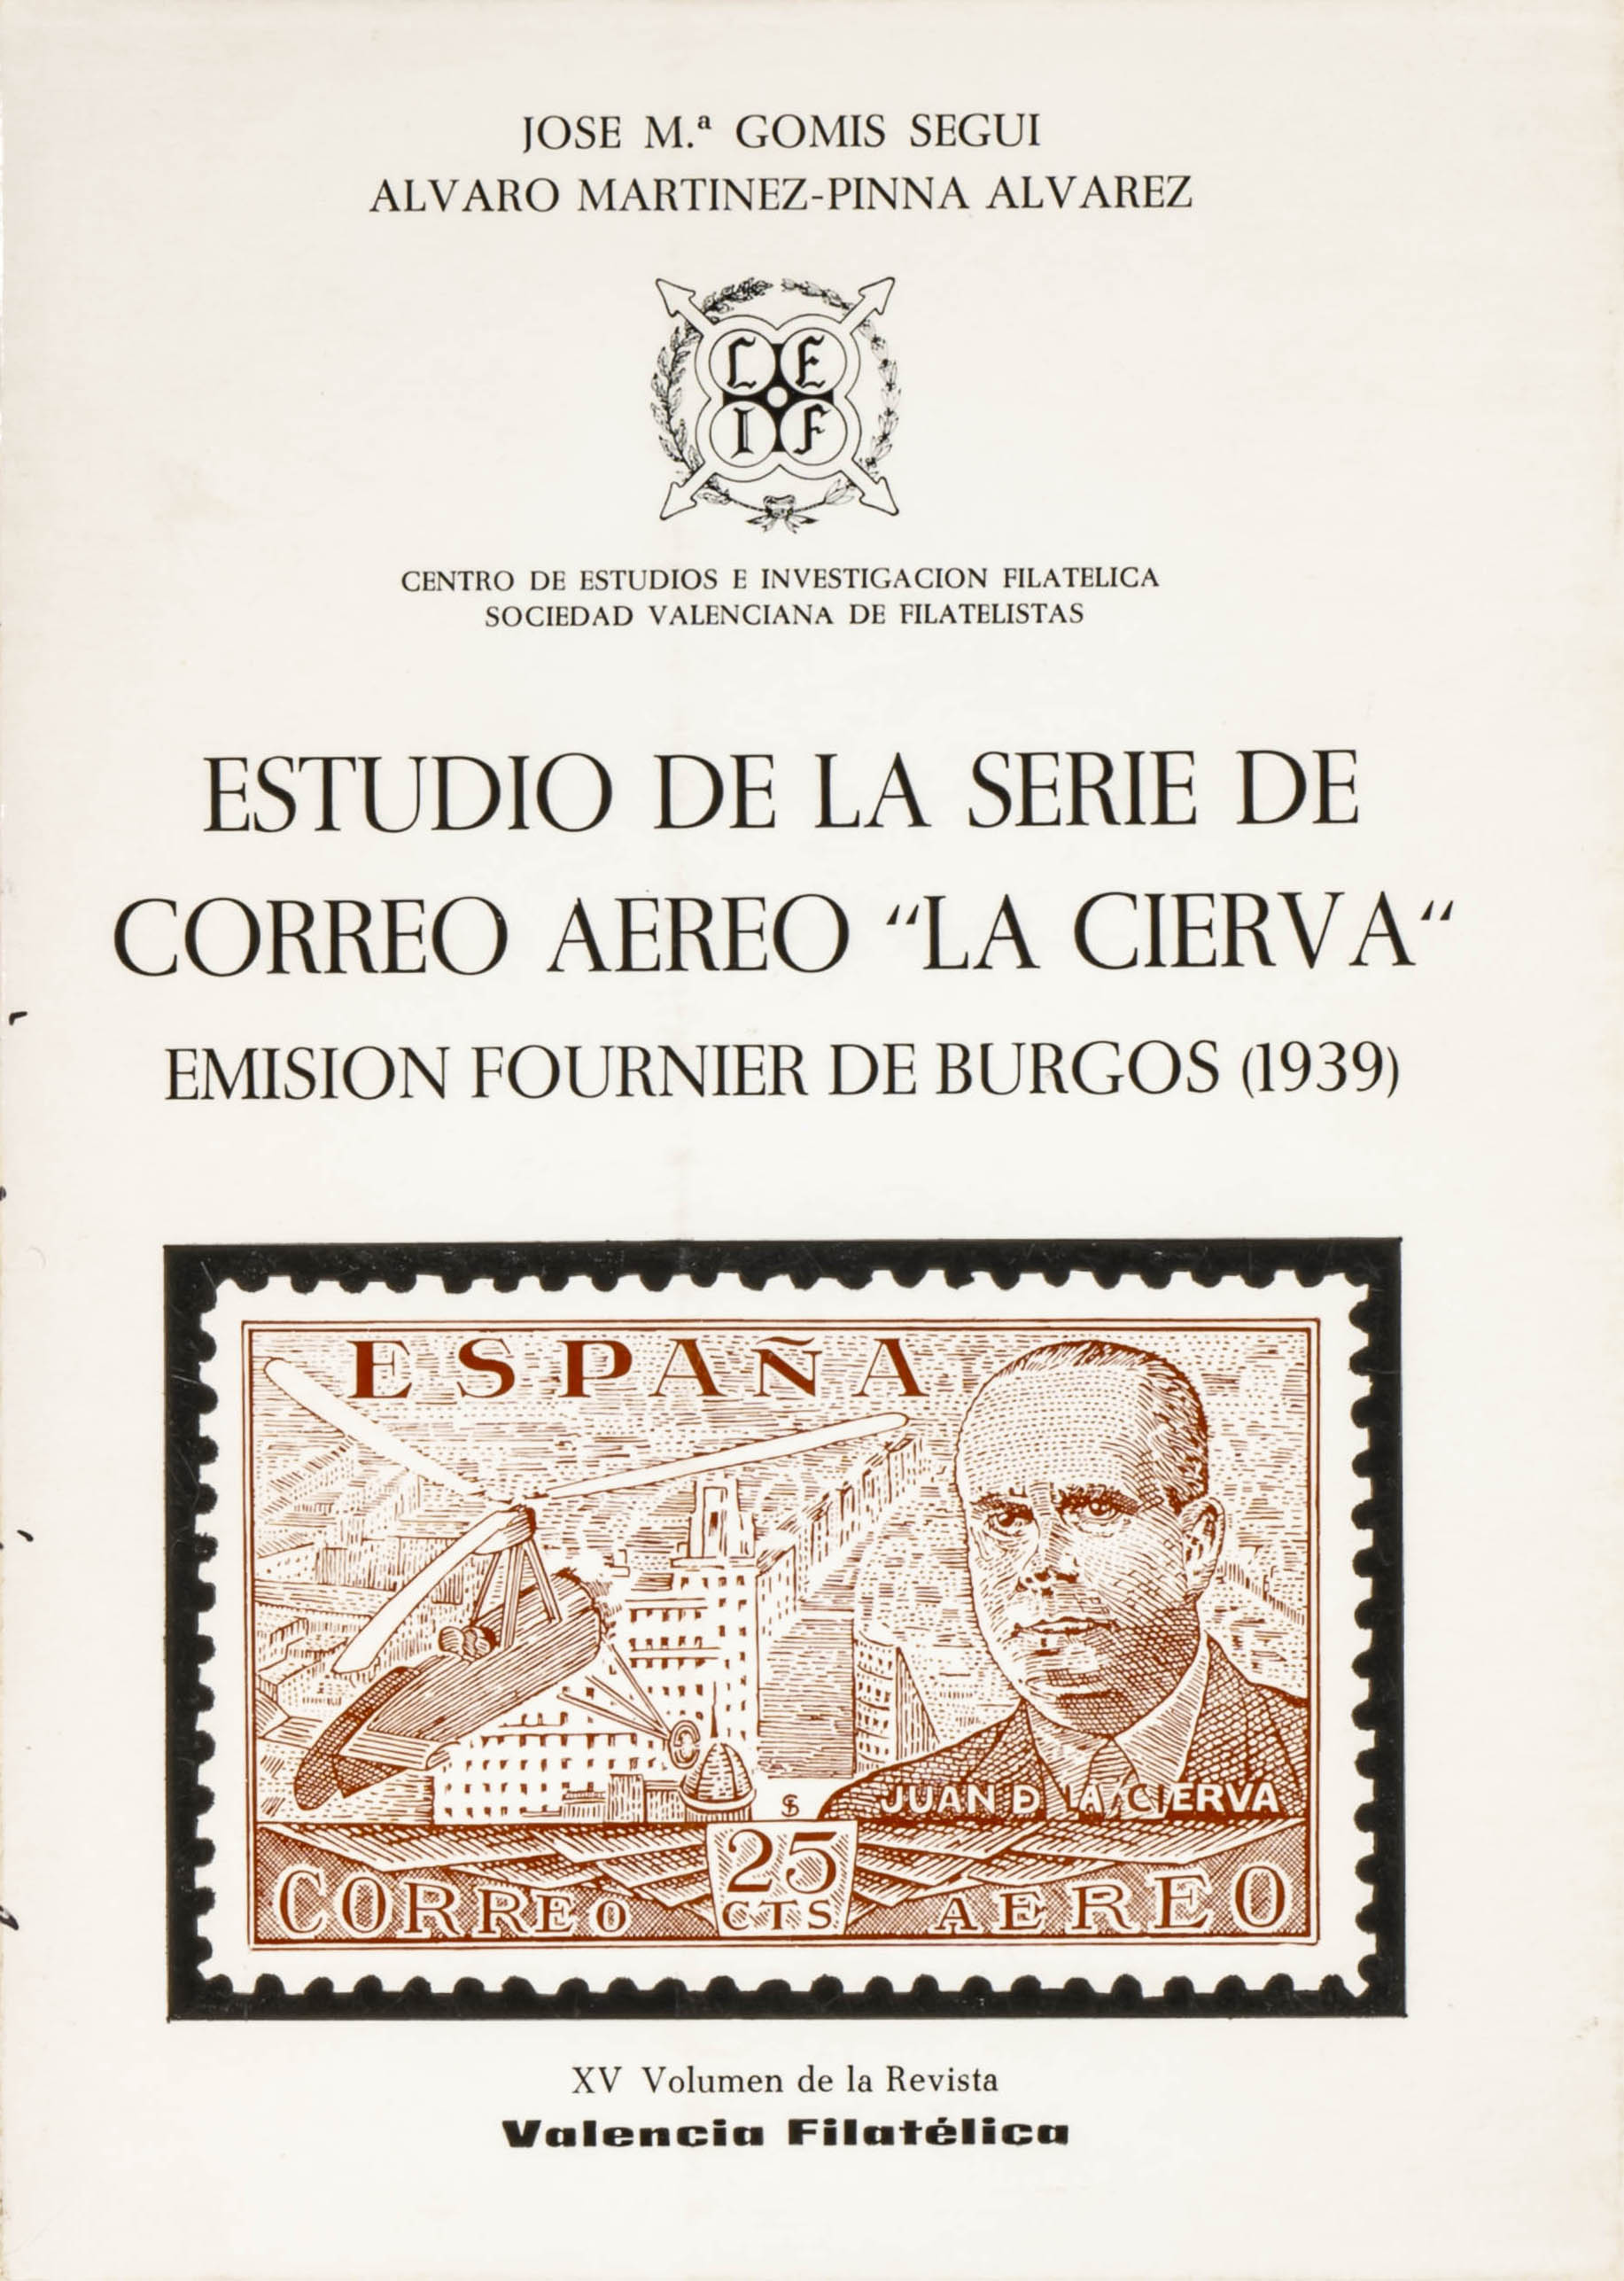 JOSE M.ª GOMIS SEGUI
ALVARO MARTINEZ-PINNA ALVAREZ
C E
I F
CENTRO DE ESTUDIOS E INVESTIGACION FILATELICA
SOCIEDAD VALENCIANA DE FILATELISTAS
ESTUDIO DE LA SERIE DE
CORREO AEREO "LA CIERVA"
EMISION FOURNIER DE BURGOS (1939)
ESPAÑA
JUAN D LA CIERVA
25
CTS
CORREO AEREO
XV Volumen de la Revista
Valencia Filatélica